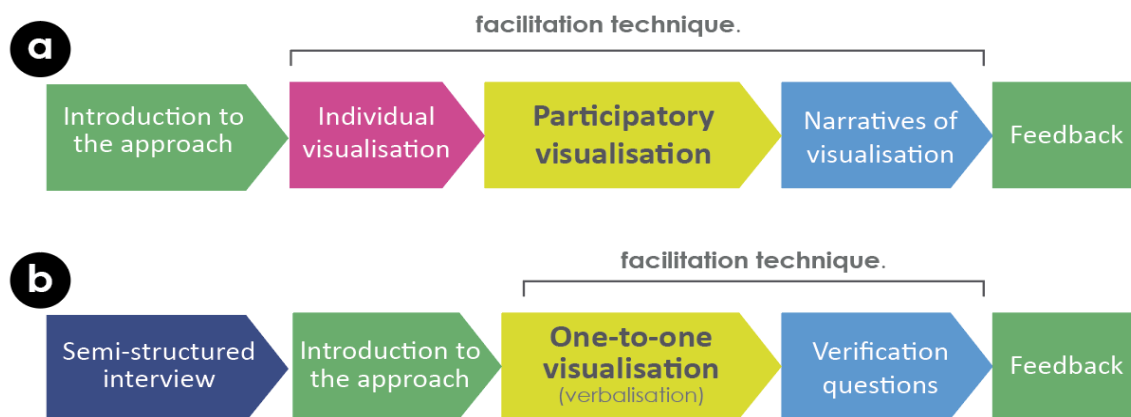 facilitation technique.
a
Introduction to
the approach
Individual
visualisation
Participatory
visualisation
Narratives of
visualisation
Feedback
facilitation technique.
b
Semi-structured
interview
Introduction to
the approach
One-to-one
visualisation
(verbalisation)
Verification
questions
Feedback